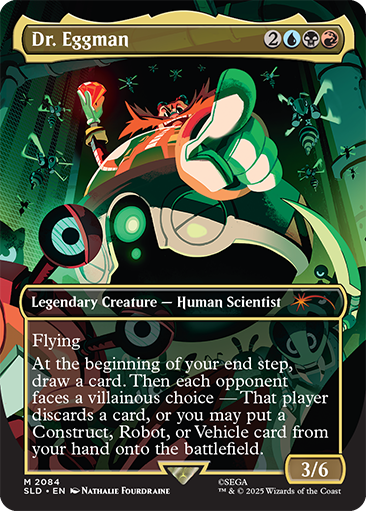 Dr. Eggman 2
Legendary Creature — Human Scientist
Flying
At the beginning of your end step,
draw a card. Then each opponent
faces a villainous choice — That player
discards a card, or you may put a
Construct, Robot, or Vehicle card from
your hand onto the battlefield.
3/6
M 2084
SLD • EN Nathalie Fourdraine
©SEGA
™ & © 2025 Wizards of the Coast